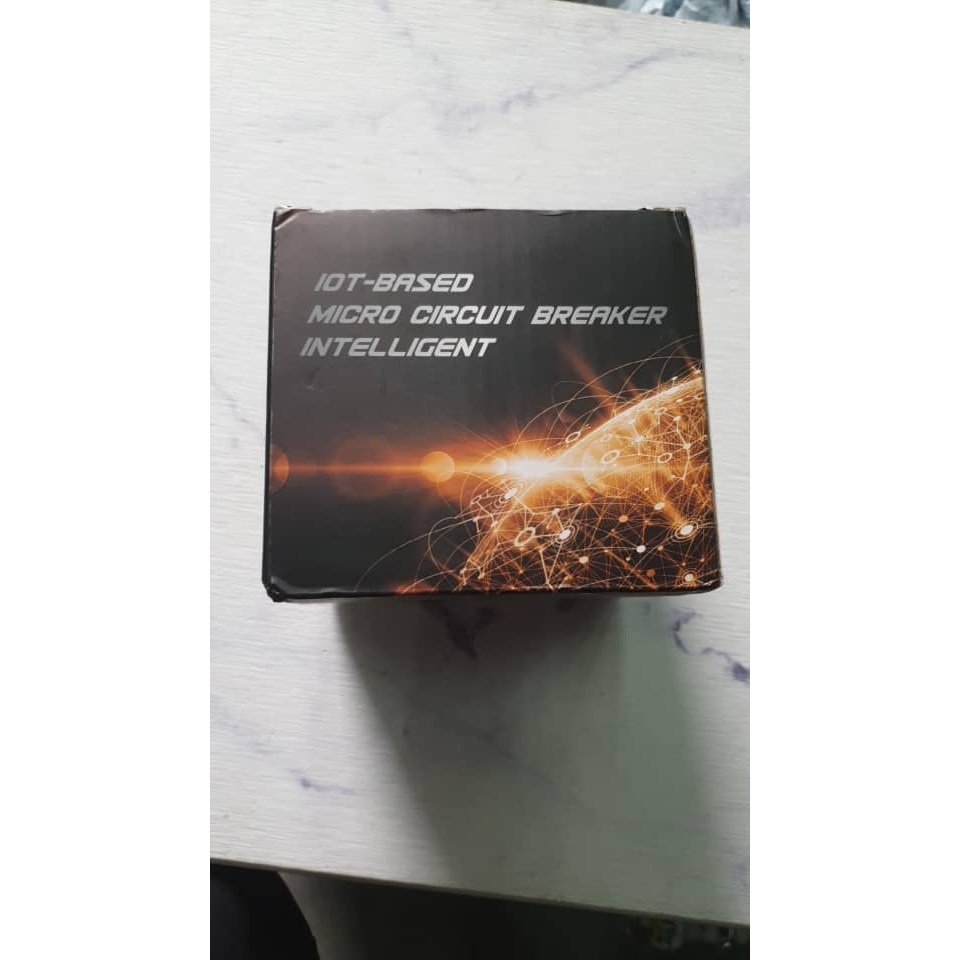 IOT-BASED
MICRO CIRCUIT BREAKER
INTELLIGENT